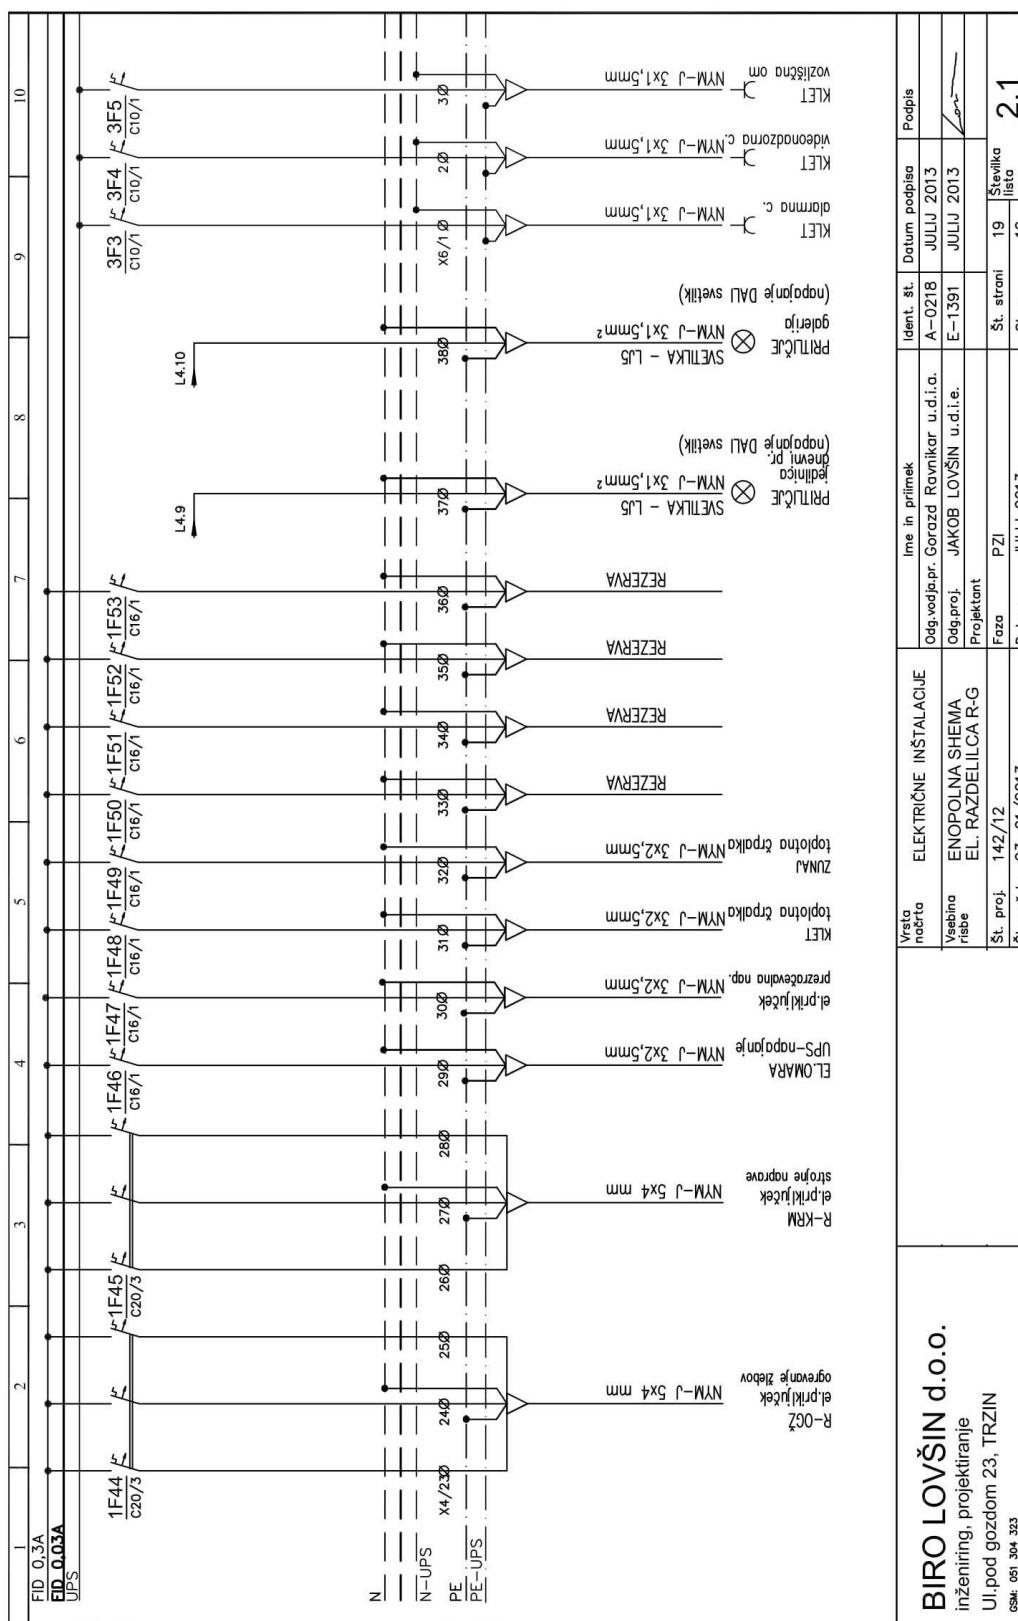 1 2 3 4 5 6 7 8 9 10
FID 0,3A
FID 0,03A
UPS
1F44
C20/3
1F45
C20/3
1F46
C16/1
1F47
C16/1
1F48
C16/1
1F49
C16/1
1F50
C16/1
1F51
C16/1
1F52
C16/1
1F53
C16/1
L4.9
L4.10
3F3
C10/1
3F4
C10/1
3F5
C10/1
N
N-UPS
PE
PE-UPS
X4/23 24 25 26 27 28 29 30 31 32 33 34 35 36 37 38 X6/1 2 3
NYM-J 5x4 mm
R-OGŽ
el.priključek
ogrevanje žlebov
NYM-J 5x4 mm
R-KRM
el.priključek
strojne naprave
NYM-J 3x2,5mm
EL.OMARA
UPS-napajanje
NYM-J 3x2,5mm
el.priključek
prezračevalna nap.
NYM-J 3x2,5mm
KLET
toplotna črpalka
NYM-J 3x2,5mm
ZUNAJ
toplotna črpalka
REZERVA
REZERVA
REZERVA
REZERVA
SVETILKA - LJ5
NYM-J 3x1,5mm²
PRITLIČJE
jedilnica
dnevni pr.
(napajanje DALI svetilk)
SVETILKA - LJ5
NYM-J 3x1,5mm²
PRITLIČJE
galerija
(napajanje DALI svetilk)
NYM-J 3x1,5mm
KLET
alarmna c.
NYM-J 3x1,5mm
KLET
videonadzorna c.
NYM-J 3x1,5mm
KLET
vozliščna om
BIRO LOVŠIN d.o.o.
inženiring, projektiranje
Ul.pod gozdom 23, TRZIN
GSM: 051 304 323
Vrsta načrta
ELEKTRIČNE INŠTALACIJE
Vsebina risbe
ENOPOLNA SHEMA
EL. RAZDELILCA R-G
Št. proj. 142/12
Ime in priimek Ident. št. Datum podpisa Podpis
Odg.vodja.pr. Gorazd Ravnikar u.d.i.a. A-0218 JULIJ 2013
Odg.proj. JAKOB LOVŠIN u.d.i.e. E-1391 JULIJ 2013
Projektant
Faza PZI Št. strani 19 Številka lista 2.1